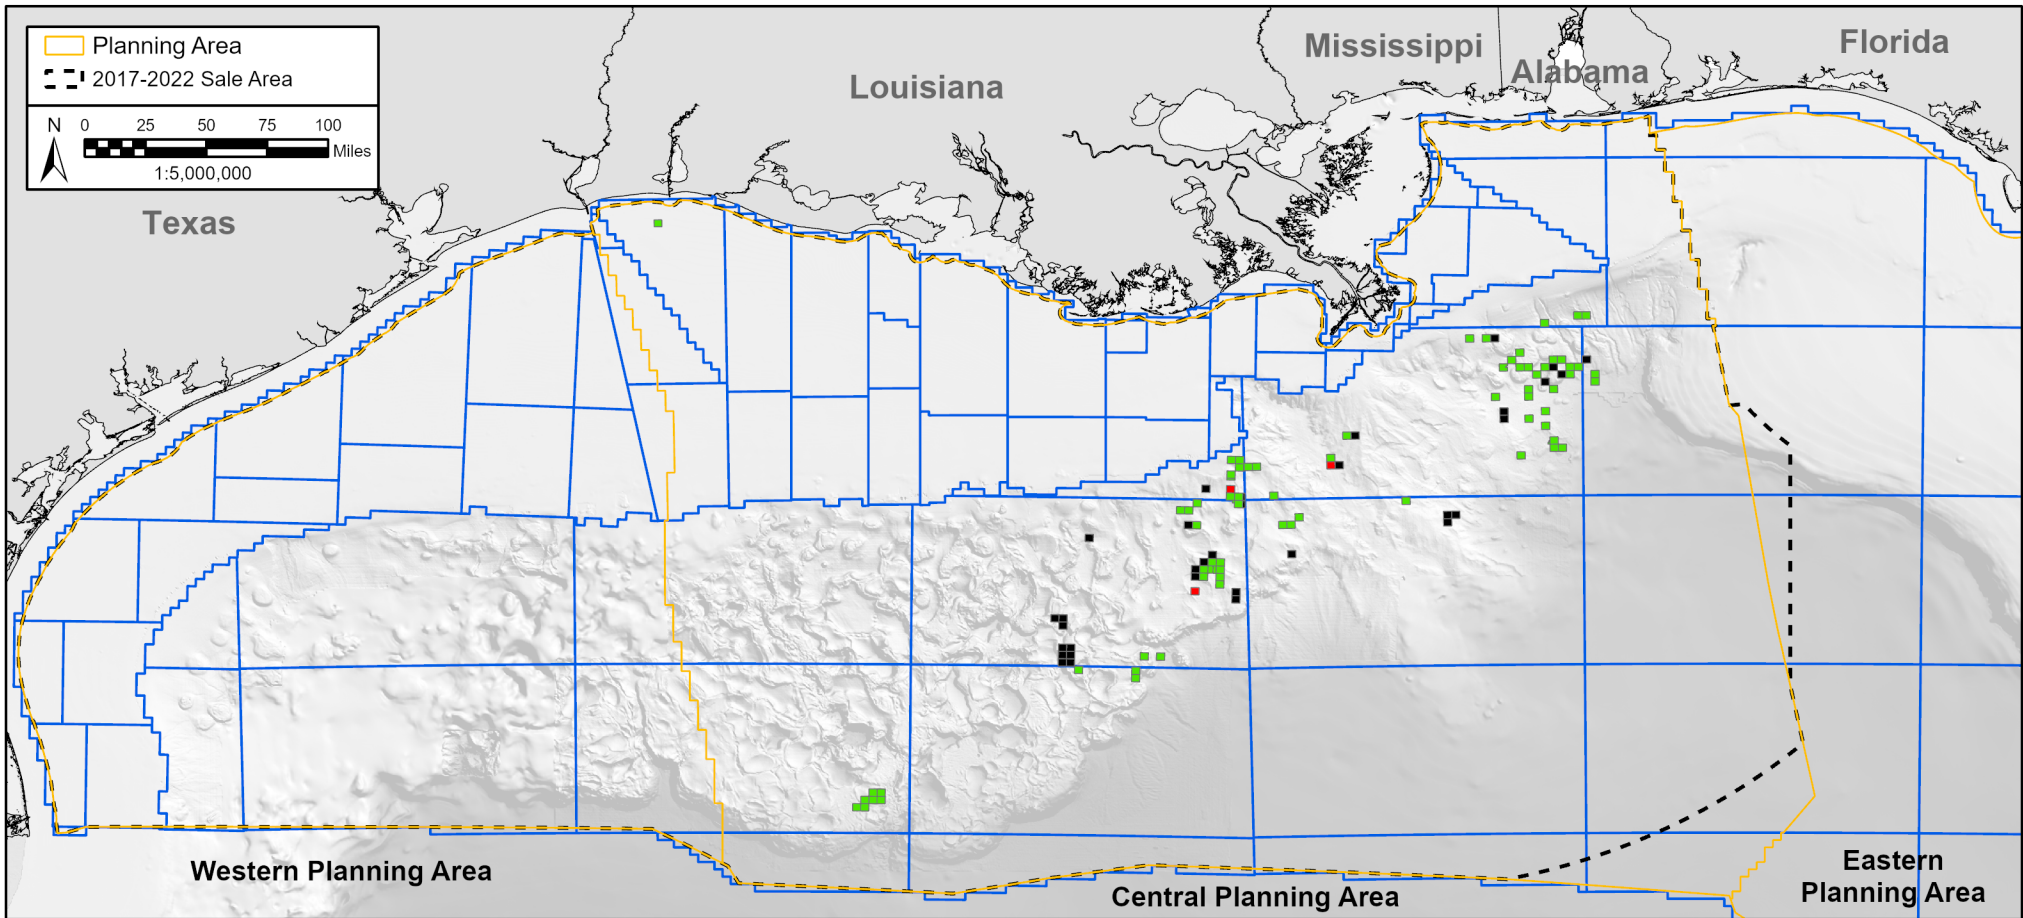 Planning Area
2017-2022 Sale Area
N
0 25 50 75 100
Miles
1:5,000,000
Texas
Louisiana
Mississippi
Alabama
Florida
Western Planning Area
Central Planning Area
Eastern
Planning Area